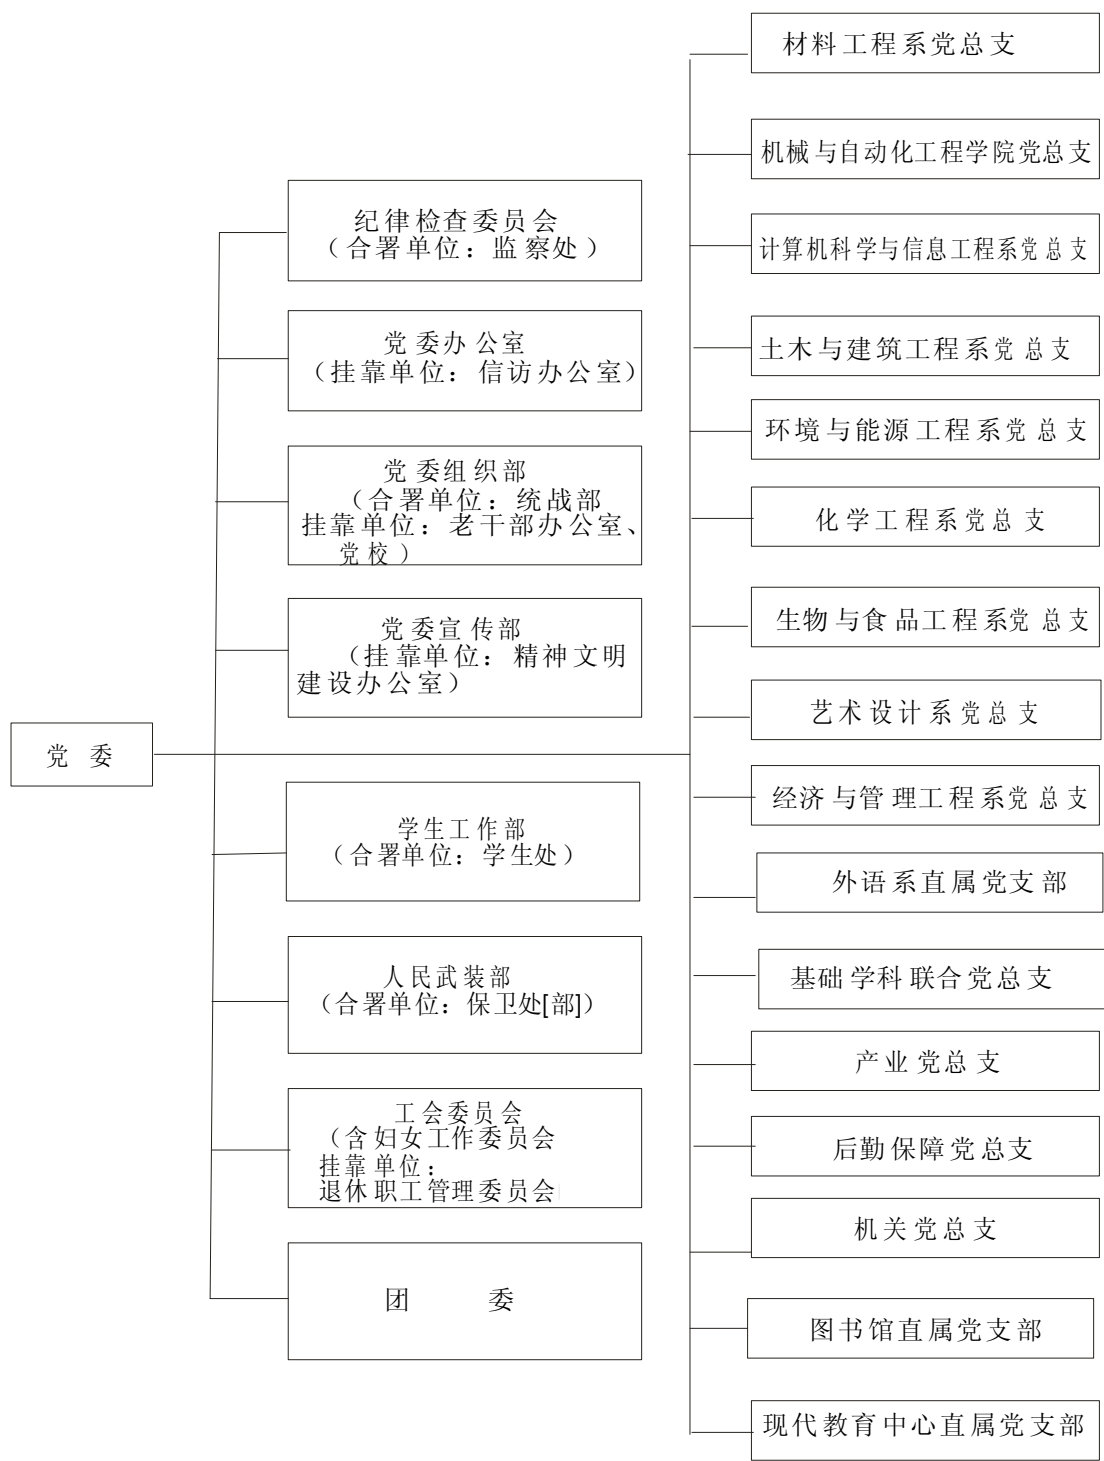 党 委
纪律检查委员会
（合署单位：监察处）
党委办公室
（挂靠单位：信访办公室）
党委组织部
（合署单位：统战部
挂靠单位：老干部办公室、
党校）
党委宣传部
（挂靠单位：精神文明
建设办公室）
学生工作部
（合署单位：学生处）
人民武装部
（合署单位：保卫处[部]）
工会委员会
（含妇女工作委员会
挂靠单位：
退休职工管理委员会
团 委
材料工程系党总支
机械与自动化工程学院党总支
计算机科学与信息工程系党总支
土木与建筑工程系党总支
环境与能源工程系党总支
化学工程系党总支
生物与食品工程系党总支
艺术设计系党总支
经济与管理工程系党总支
外语系直属党支部
基础学科联合党总支
产业党总支
后勤保障党总支
机关党总支
图书馆直属党支部
现代教育中心直属党支部